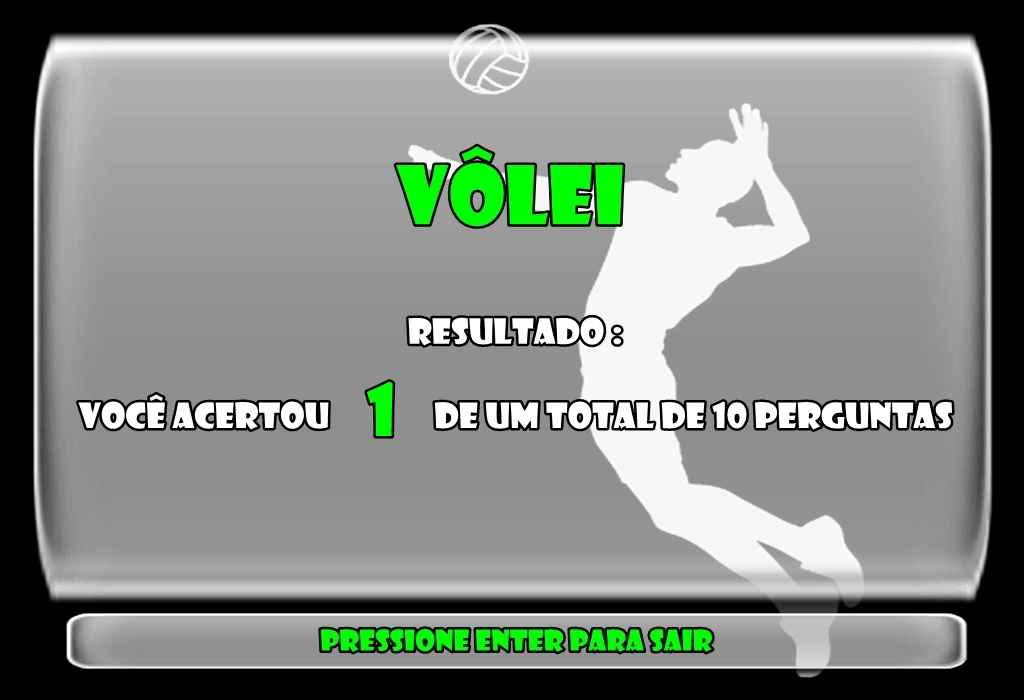 VÔLEI
RESULTADO :
VOCÊ ACERTOU 1 DE UM TOTAL DE 10 PERGUNTAS
PRESSIONE ENTER PARA SAIR